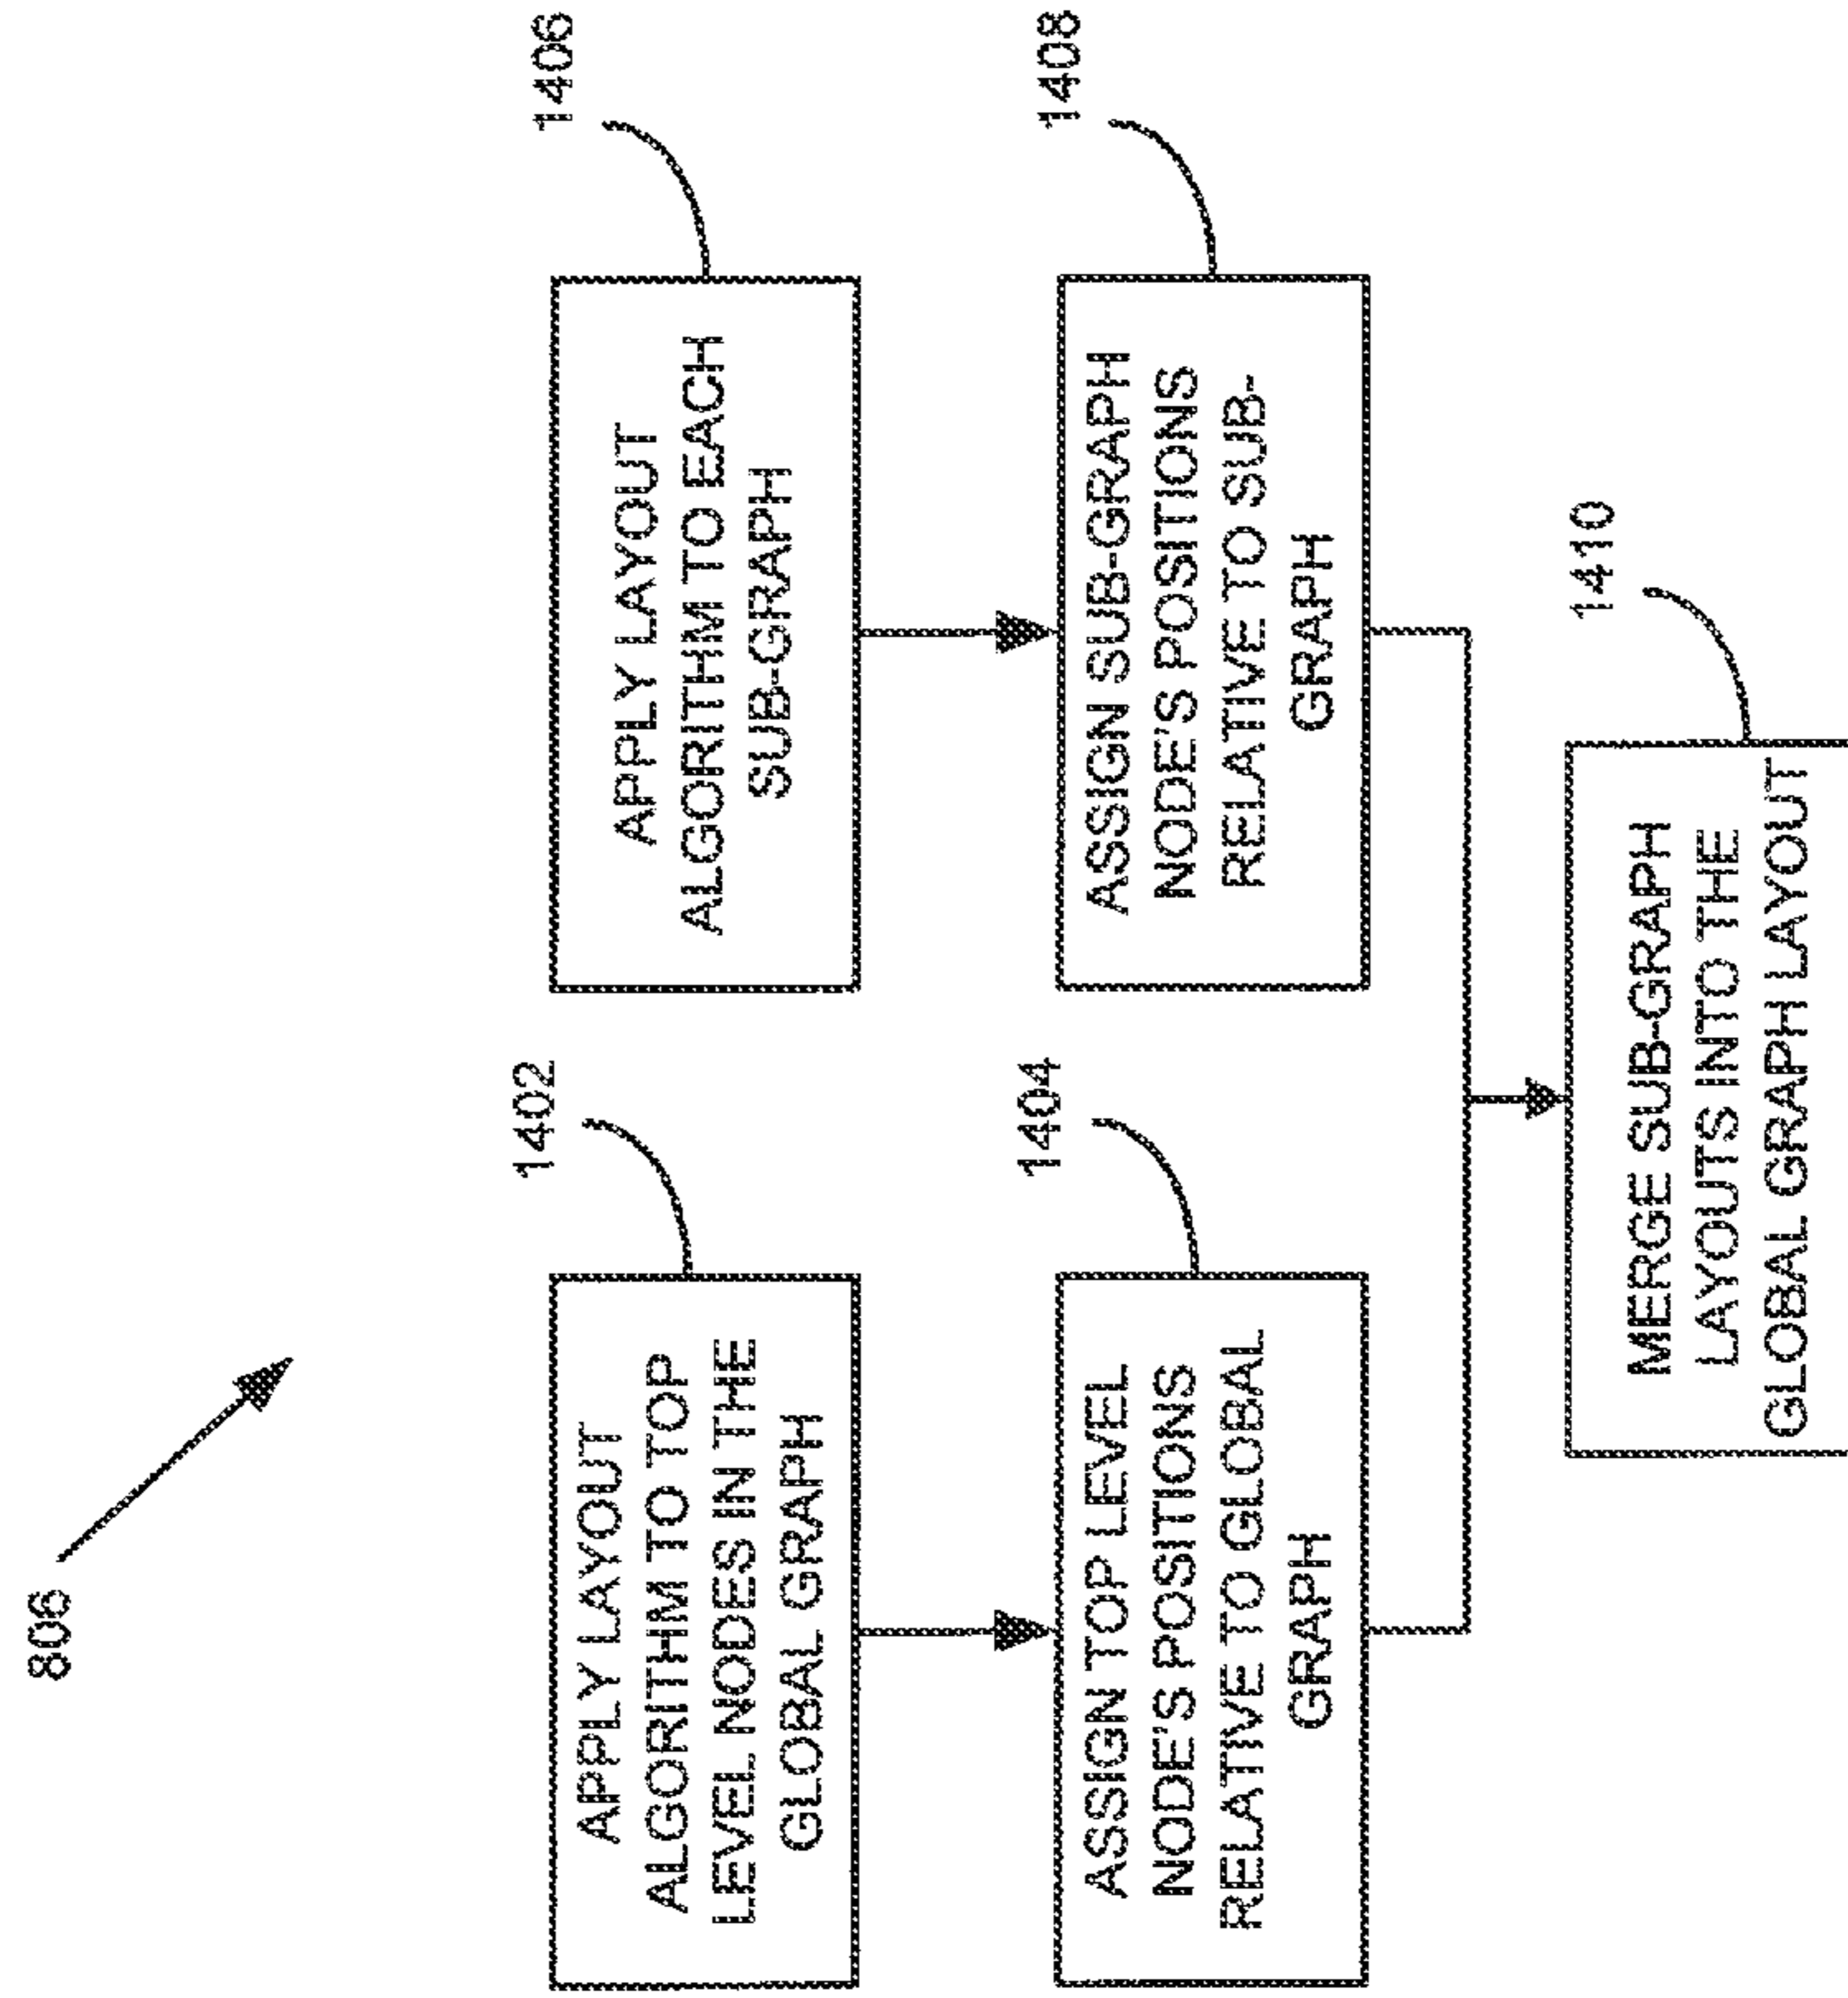 806
1402
APPLY LAYOUT
ALGORITHM TO TOP
LEVEL NODES IN THE
GLOBAL GRAPH
1406
APPLY LAYOUT
ALGORITHM TO EACH
SUB-GRAPH
1404
ASSIGN TOP LEVEL
NODE'S POSITIONS
RELATIVE TO GLOBAL
GRAPH
1408
ASSIGN SUB-GRAPH
NODE'S POSITIONS
RELATIVE TO SUB-
GRAPH
1410
MERGE SUB-GRAPH
LAYOUTS INTO THE
GLOBAL GRAPH LAYOUT